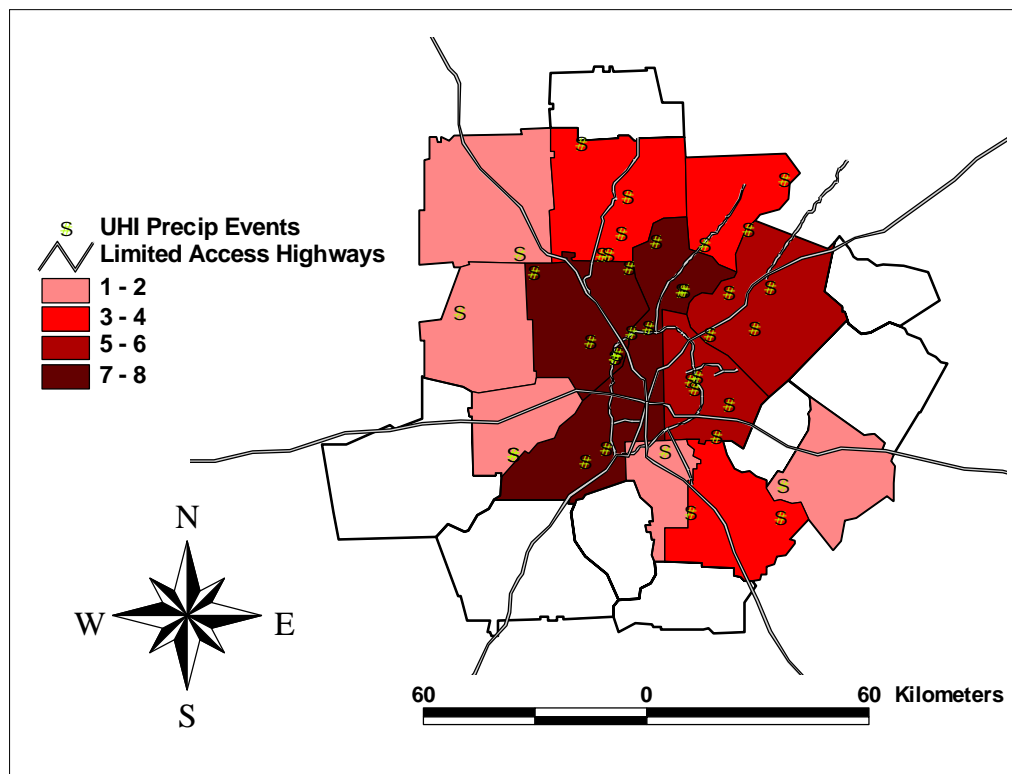 S UHI Precip Events
Limited Access Highways
1 - 2
3 - 4
5 - 6
7 - 8
N
W E
S
60 0 60 Kilometers